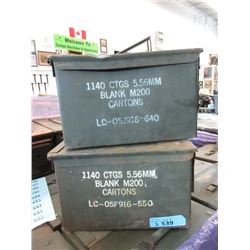 Welcome To
1140 CTGS 5.56MM
BLANK M200
CARTONS
LC-05J916-640
1140 CTGS 5.56MM
BLANK M200
CARTONS
LC-05F916-550